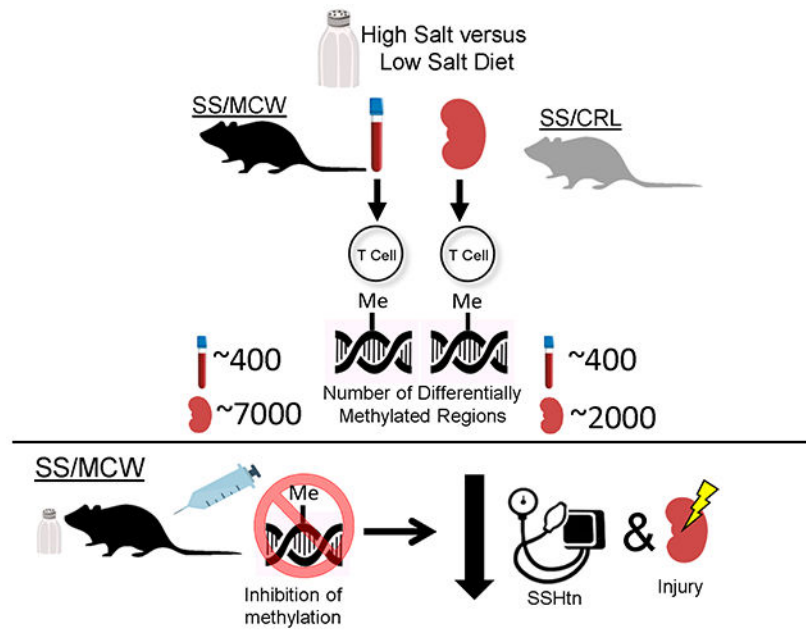 High Salt versus
Low Salt Diet
SS/MCW
SS/CRL
T Cell
T Cell
Me
Me
~400
~7000
Number of Differentially
Methylated Regions
~400
~2000
SS/MCW
Me
Inhibition of
methylation
&
SSHtn
Injury